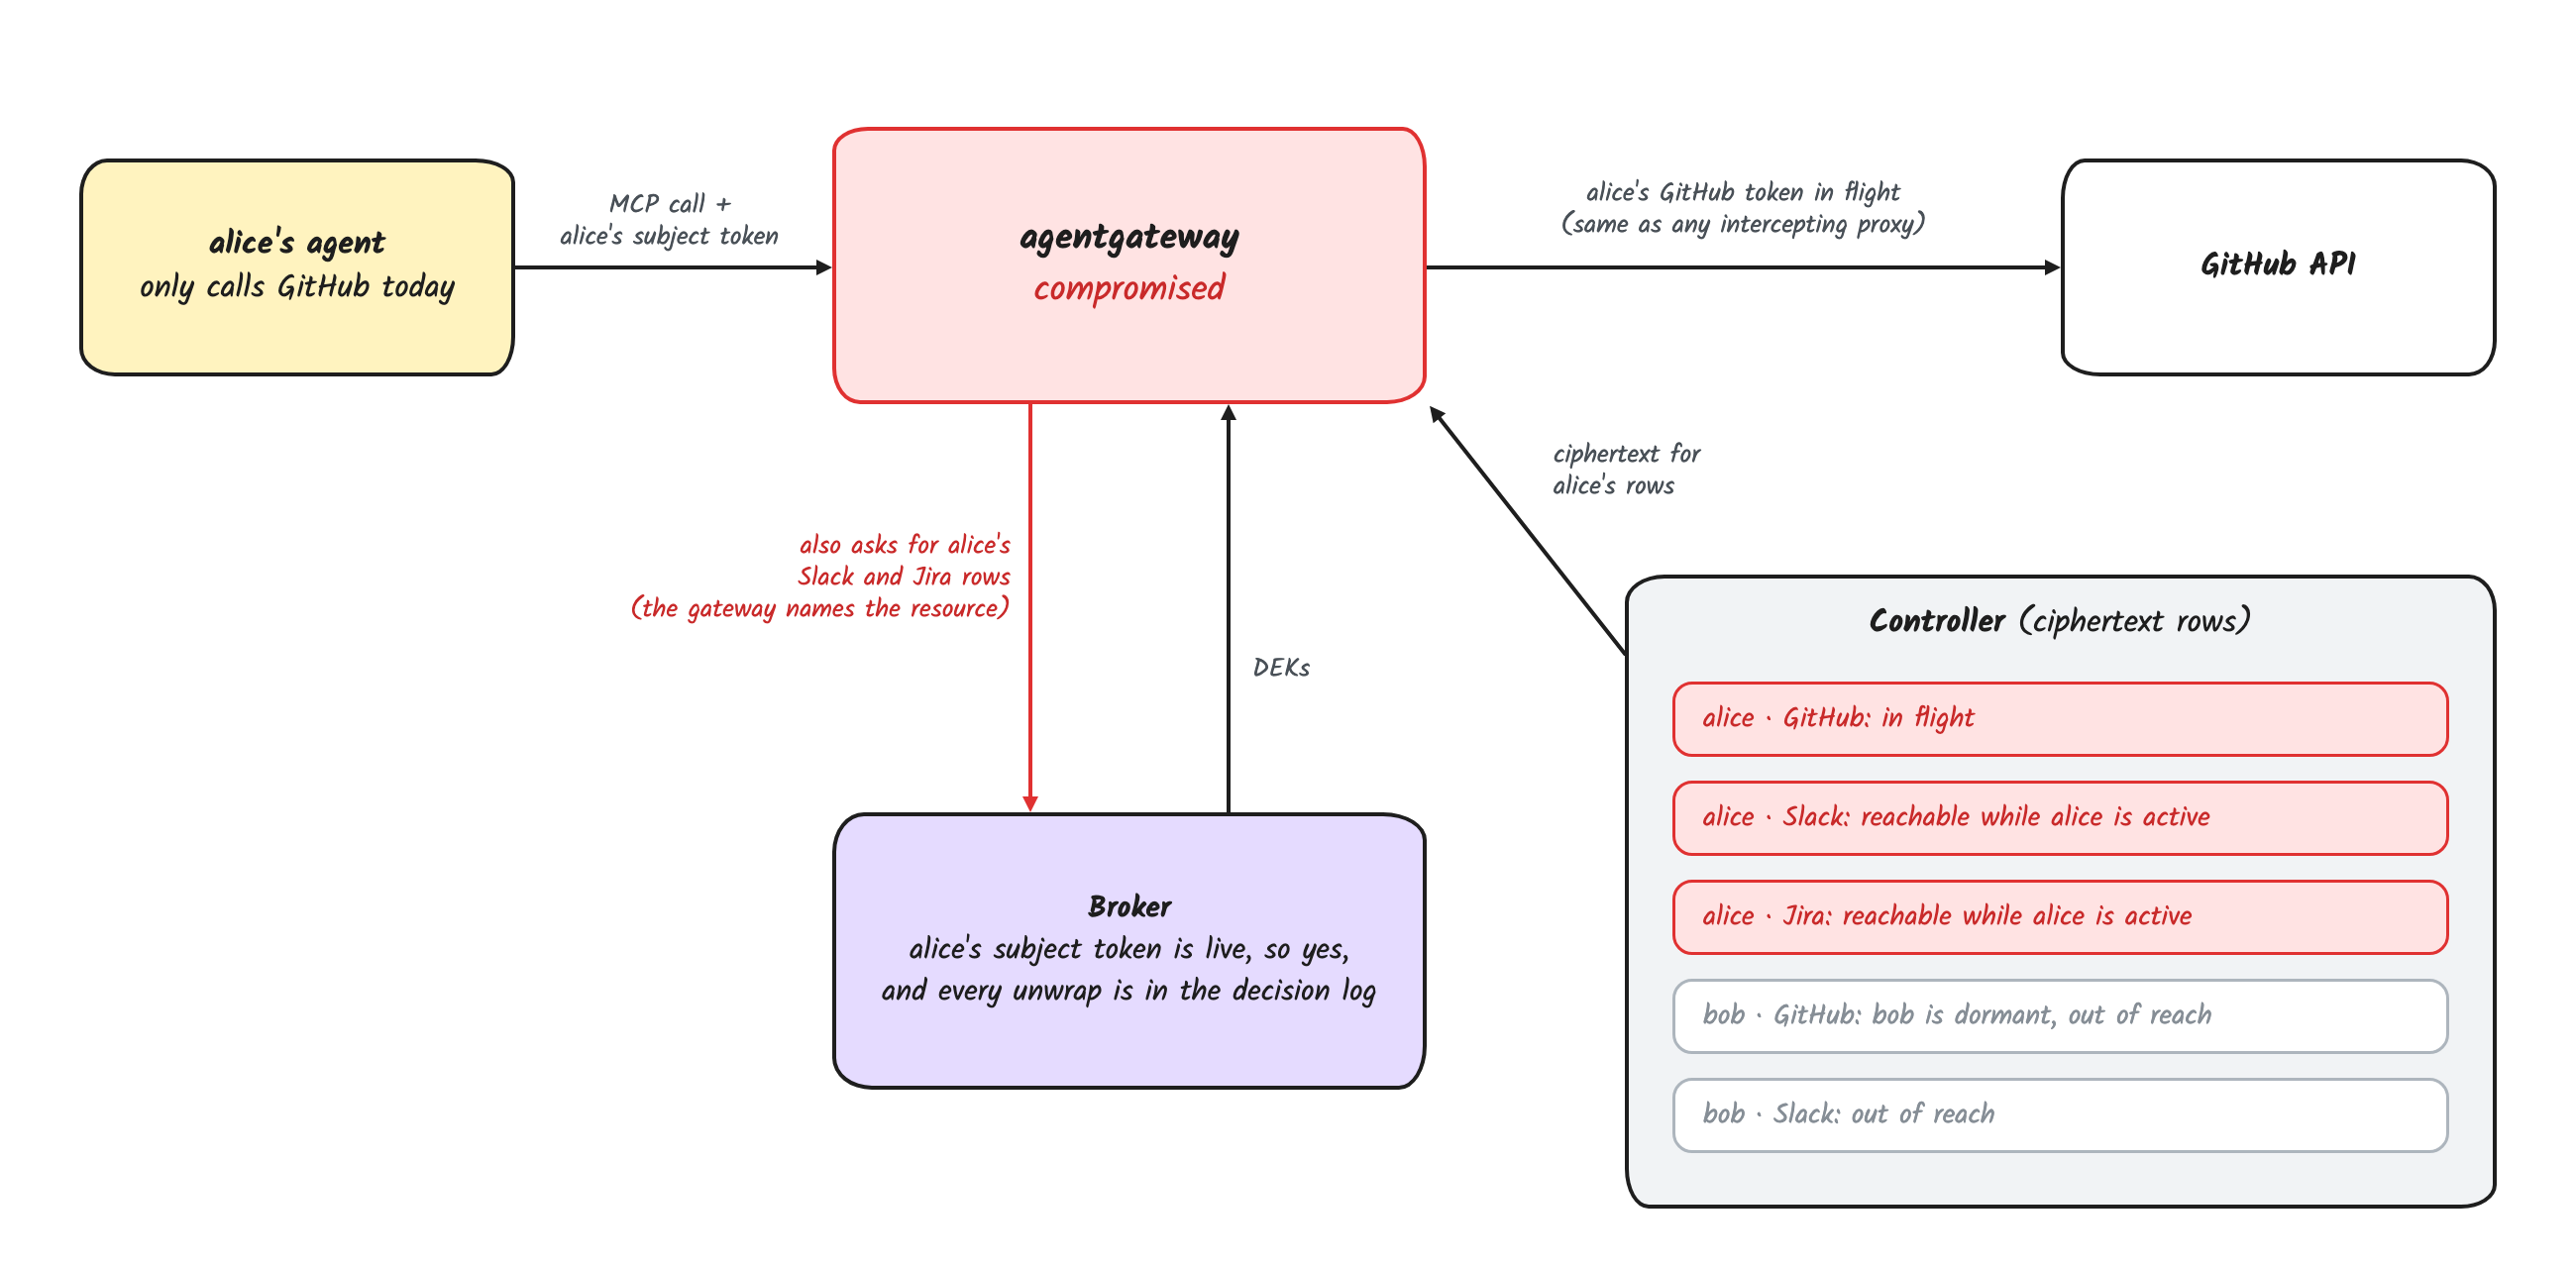 alice's agent
only calls GitHub today
MCP call +
alice's subject token
agentgateway
compromised
alice's GitHub token in flight
(same as any intercepting proxy)
GitHub API
also asks for alice's
Slack and Jira rows
(the gateway names the resource)
DEKs
ciphertext for
alice's rows
Broker
alice's subject token is live, so yes,
and every unwrap is in the decision log
Controller (ciphertext rows)
alice · GitHub: in flight
alice · Slack: reachable while alice is active
alice · Jira: reachable while alice is active
bob · GitHub: bob is dormant, out of reach
bob · Slack: out of reach